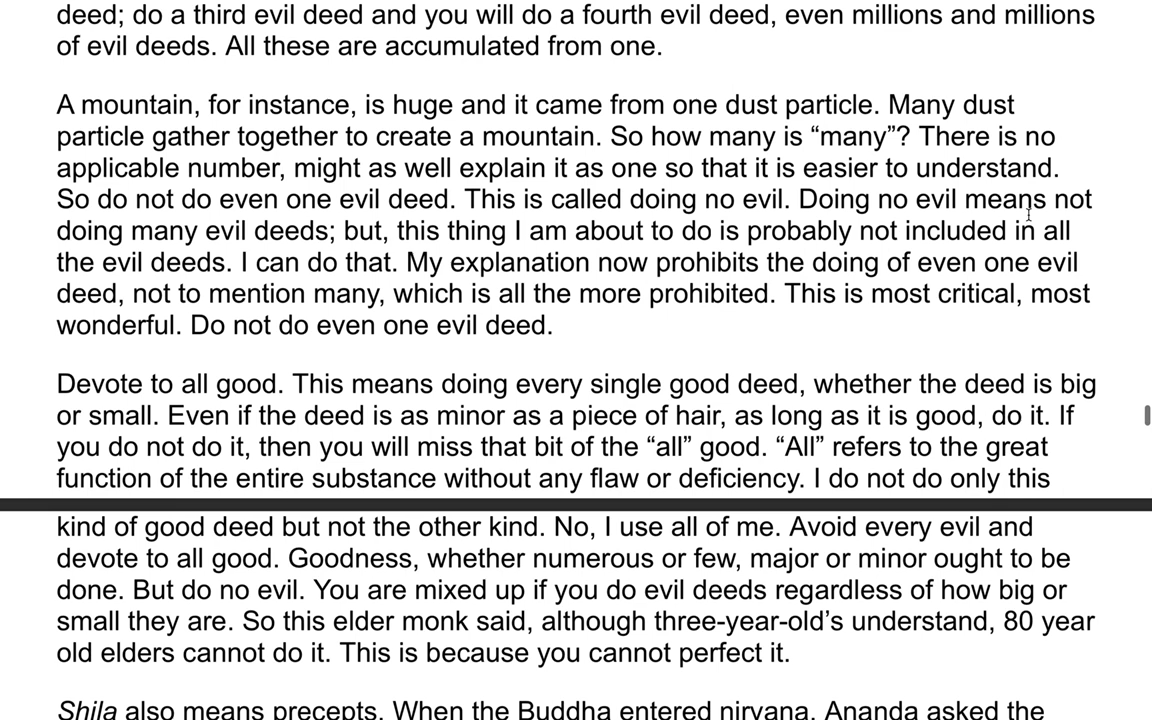 deed; do a third evil deed and you will do a fourth evil deed, even millions and millions
of evil deeds. All these are accumulated from one.
A mountain, for instance, is huge and it came from one dust particle. Many dust
particle gather together to create a mountain. So how many is “many”? There is no
applicable number, might as well explain it as one so that it is easier to understand.
So do not do even one evil deed. This is called doing no evil. Doing no evil means not
doing many evil deeds; but, this thing I am about to do is probably not included in all
the evil deeds. I can do that. My explanation now prohibits the doing of even one evil
deed, not to mention many, which is all the more prohibited. This is most critical, most
wonderful. Do not do even one evil deed.
Devote to all good. This means doing every single good deed, whether the deed is big
or small. Even if the deed is as minor as a piece of hair, as long as it is good, do it. If
you do not do it, then you will miss that bit of the “all” good. “All” refers to the great
function of the entire substance without any flaw or deficiency. I do not do only this
kind of good deed but not the other kind. No, I use all of me. Avoid every evil and
devote to all good. Goodness, whether numerous or few, major or minor ought to be
done. But do no evil. You are mixed up if you do evil deeds regardless of how big or
small they are. So this elder monk said, although three-year-old’s understand, 80 year
old elders cannot do it. This is because you cannot perfect it.
Shila also means precepts. When the Buddha entered nirvana, Ananda asked the